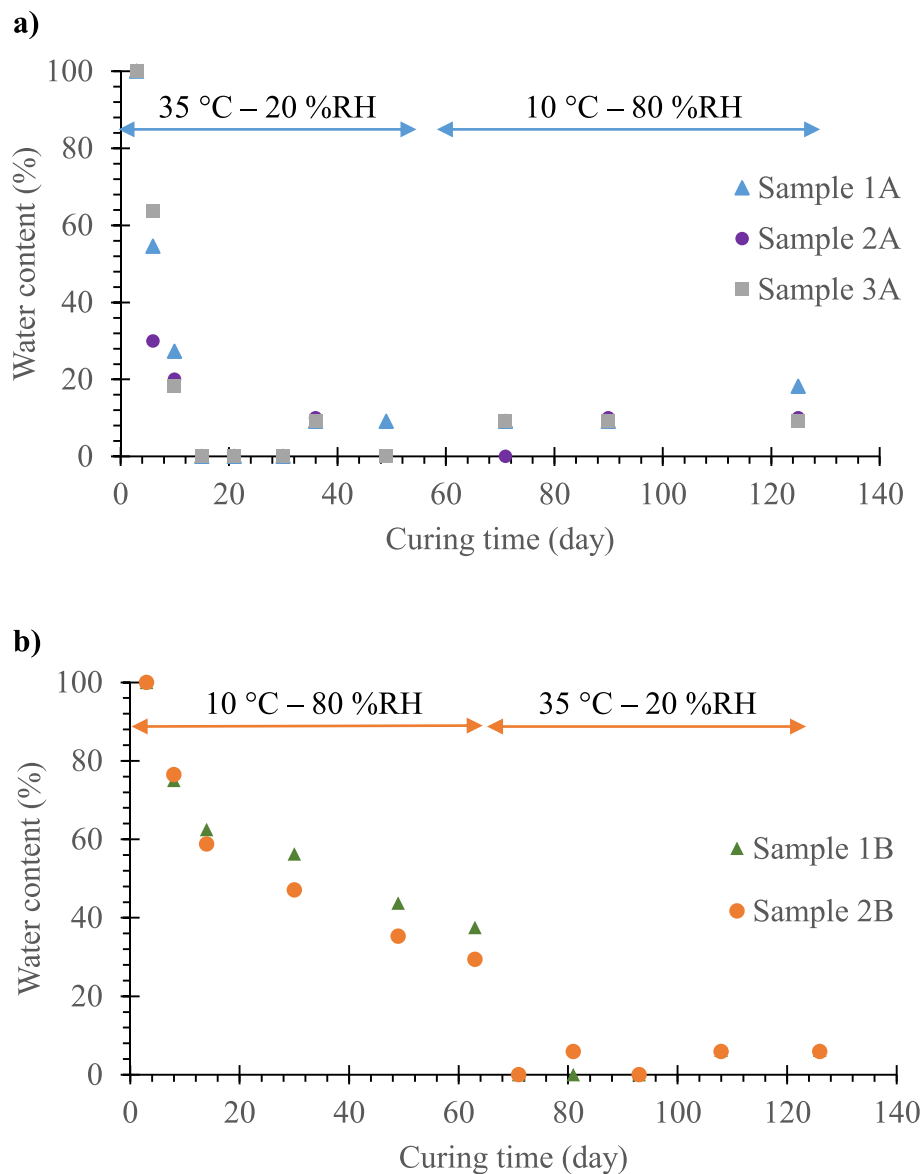 a)
100
80
60
40
20
0
Water content (%)
35 °C – 20 %RH
10 °C – 80 %RH
Sample 1A
Sample 2A
Sample 3A
0 20 40 60 80 100 120 140
Curing time (day)
b)
100
80
60
40
20
0
Water content (%)
10 °C – 80 %RH
35 °C – 20 %RH
Sample 1B
Sample 2B
0 20 40 60 80 100 120 140
Curing time (day)